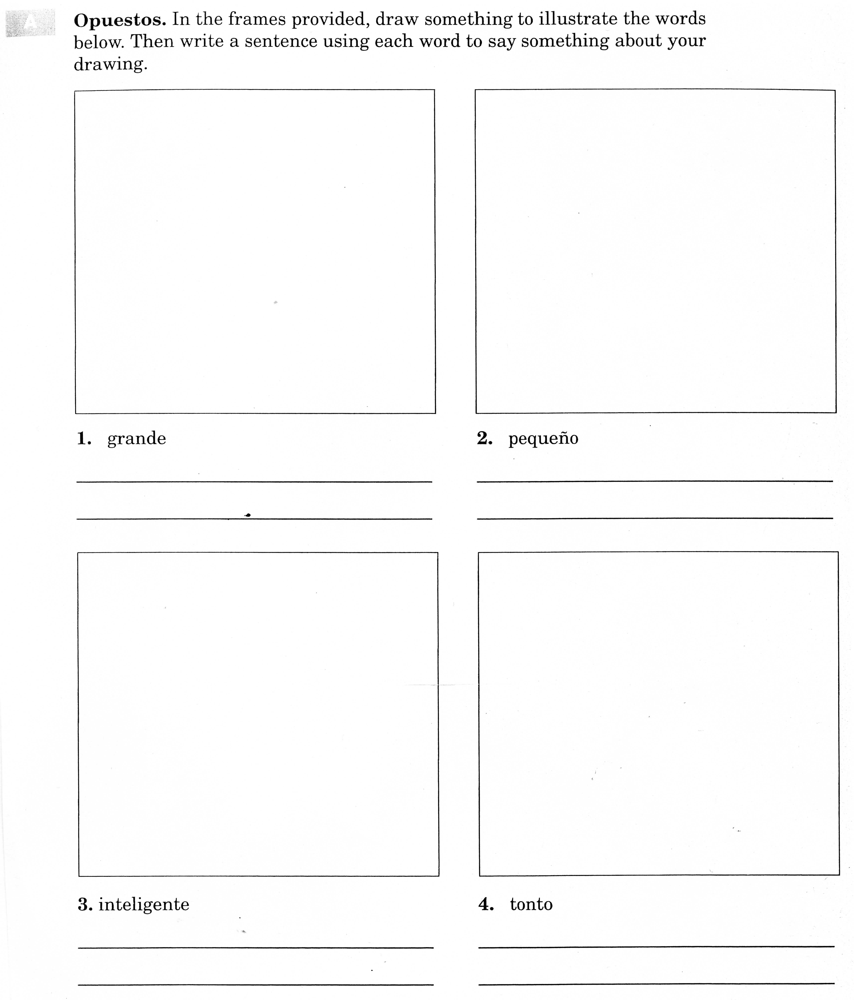 A
Opuestos. In the frames provided, draw something to illustrate the words
below. Then write a sentence using each word to say something about your
drawing.
1. grande
2. pequeño
3. inteligente
4. tonto